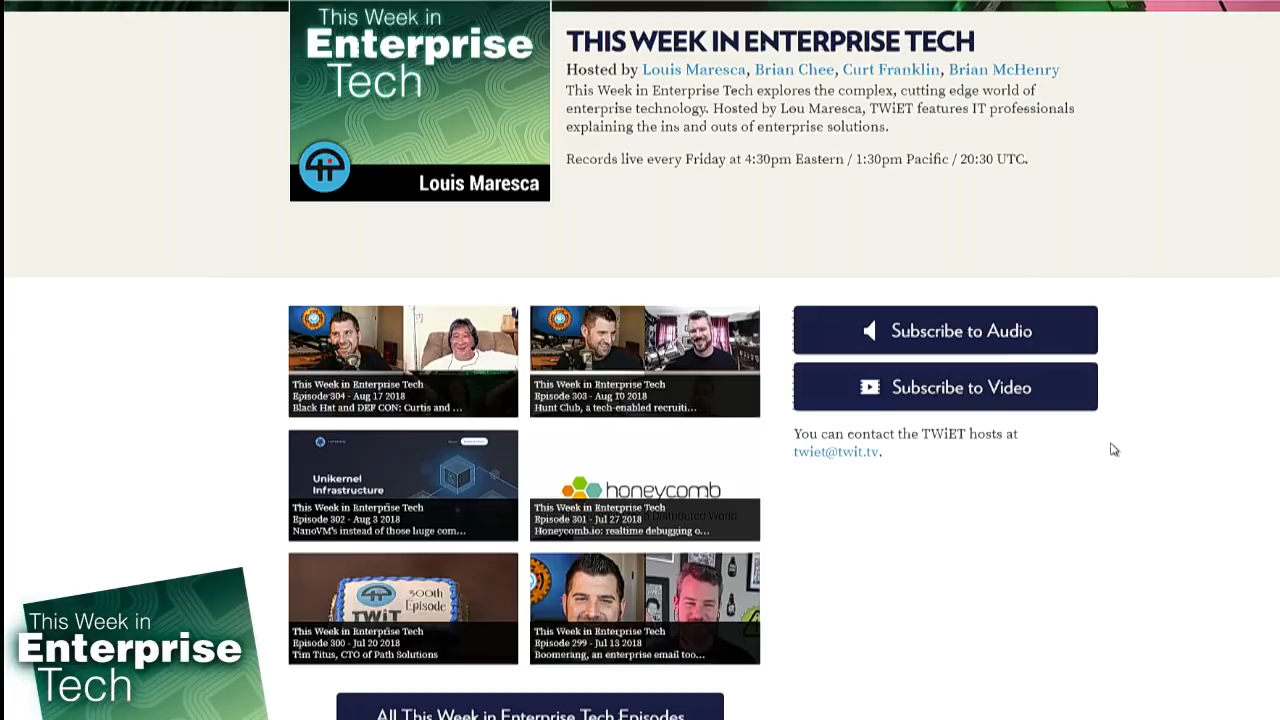 This Week in
Enterprise
Tech
Louis Maresca
THIS WEEK IN ENTERPRISE TECH
Hosted by Louis Maresca, Brian Chee, Curt Franklin, Brian McHenry
This Week in Enterprise Tech explores the complex, cutting edge world of
enterprise technology. Hosted by Lou Maresca, TWiET features IT professionals
explaining the ins and outs of enterprise solutions.
Records live every Friday at 4:30pm Eastern / 1:30pm Pacific / 20:30 UTC.
This Week in Enterprise Tech
Episode 304 - Aug 17 2018
Black Hat and DEF CON: Curtis and ...
This Week in Enterprise Tech
Episode 303 - Aug 10 2018
Hunt Club, a tech-enabled recruiti...
Subscribe to Audio
Subscribe to Video
You can contact the TWiET hosts at
twiet@twit.tv.
Unikernel
Infrastructure
This Week in Enterprise Tech
Episode 302 - Aug 3 2018
NanoVM's instead of those huge com...
honeycomb
This Week in Enterprise Tech
Episode 301 - Jul 27 2018
Honeycomb.io: realtime debugging o...
300th
Episode
TWiT
This Week in Enterprise Tech
Episode 300 - Jul 20 2018
Tim Titus, CTO of Path Solutions
This Week in Enterprise Tech
Episode 299 - Jul 13 2018
Boomerang, an enterprise email too...
All This Week in Enterprise Tech Episodes
This Week in
Enterprise
Tech